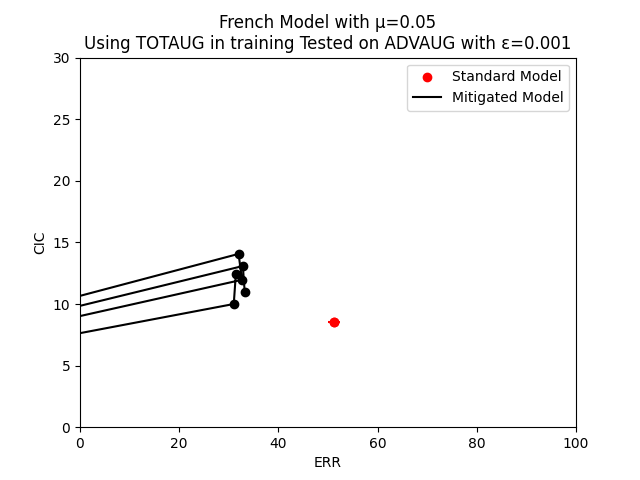 French Model with μ=0.05
Using TOTAUG in training Tested on ADVAUG with ε=0.001
30
25
20
15
10
5
0
CIC
Standard Model
Mitigated Model
0 20 40 60 80 100
ERR